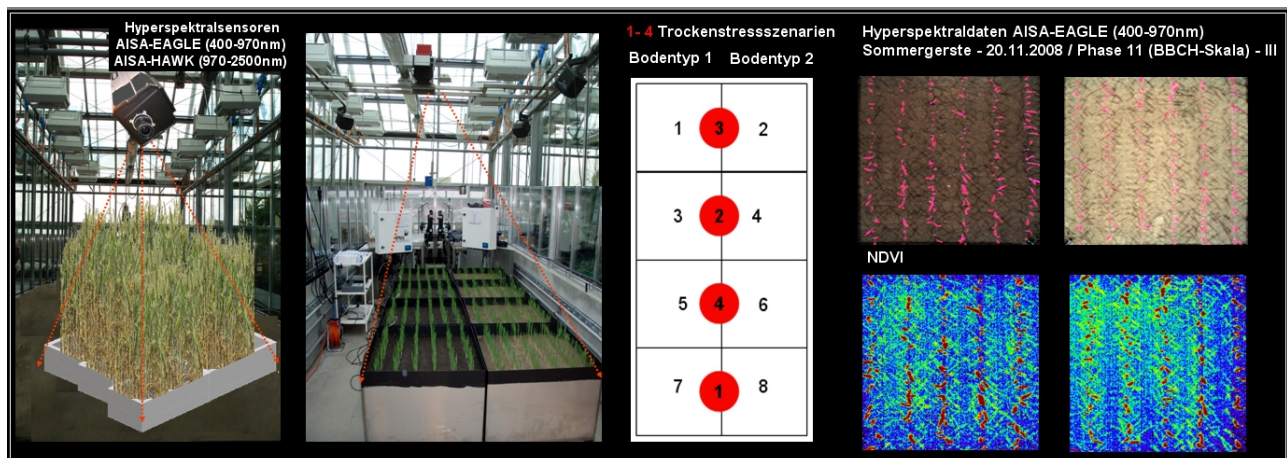 Hyperspektralsensoren
AISA-EAGLE (400-970nm)
AISA-HAWK (970-2500nm)
1-4 Trockenstressszenarien
Bodentyp 1 Bodentyp 2
1 3 2
3 2 4
5 4 6
7 1 8
Hyperspektraldaten AISA-EAGLE (400-970nm)
Sommergerste - 20.11.2008 / Phase 11 (BBCH-Skala) - III
NDVI